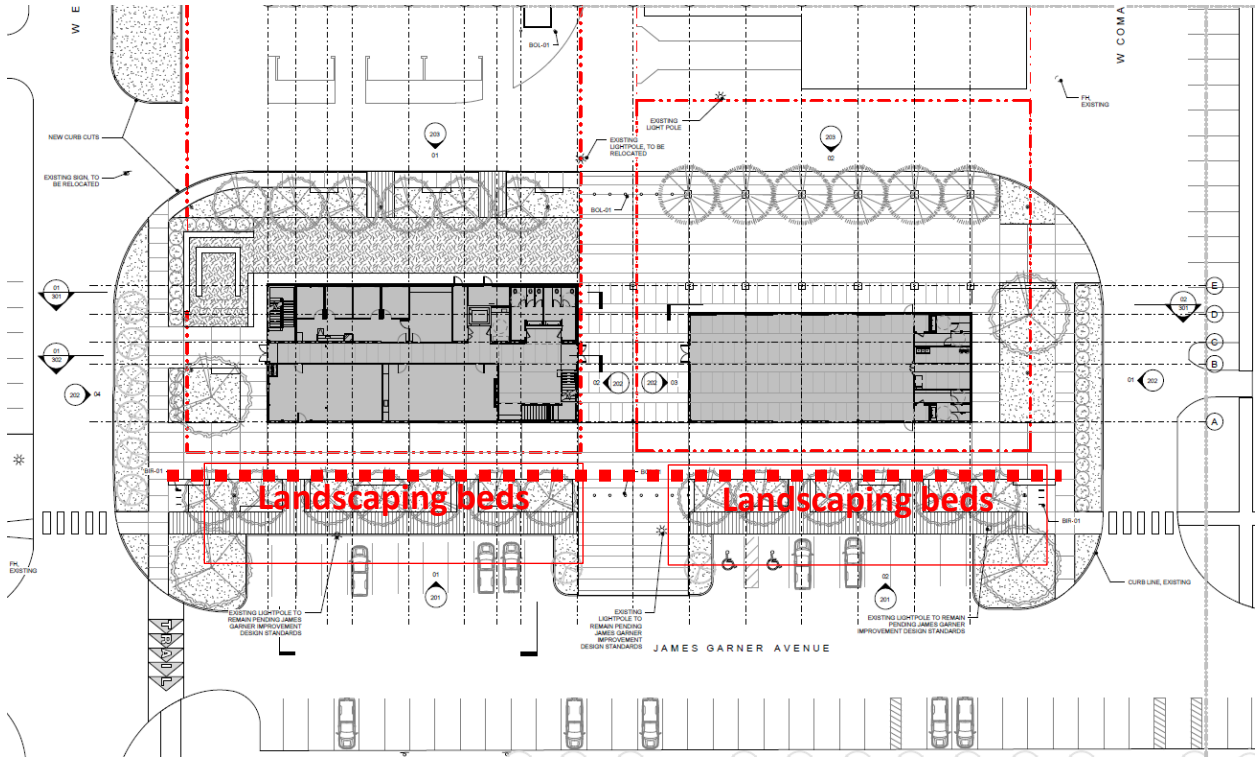 W E
W COMA
BOL-01
FH,
EXISTING
EXISTING
LIGHT POLE
NEW CURB CUTS
203
01
EXISTING
LIGHTPOLE, TO BE
RELOCATED
203
02
EXISTING SIGN, TO
BE RELOCATED
BOL-01
01
301
E
02
301
D
C
01
302
B
02
202
202
03
01
202
202
04
A
BIR-01
Landscaping beds
Landscaping beds
BIR-01
FH,
EXISTING
01
201
02
201
CURB LINE, EXISTING
EXISTING LIGHTPOLE TO
REMAIN PENDING JAMES
GARNER IMPROVEMENT
DESIGN STANDARDS
EXISTING
LIGHTPOLE TO
REMAIN PENDING
JAMES GARNER
IMPROVEMENT
DESIGN STANDARDS
EXISTING LIGHTPOLE TO REMAIN
PENDING JAMES GARNER
IMPROVEMENT DESIGN STANDARDS
JAMES GARNER AVENUE
TRAIL